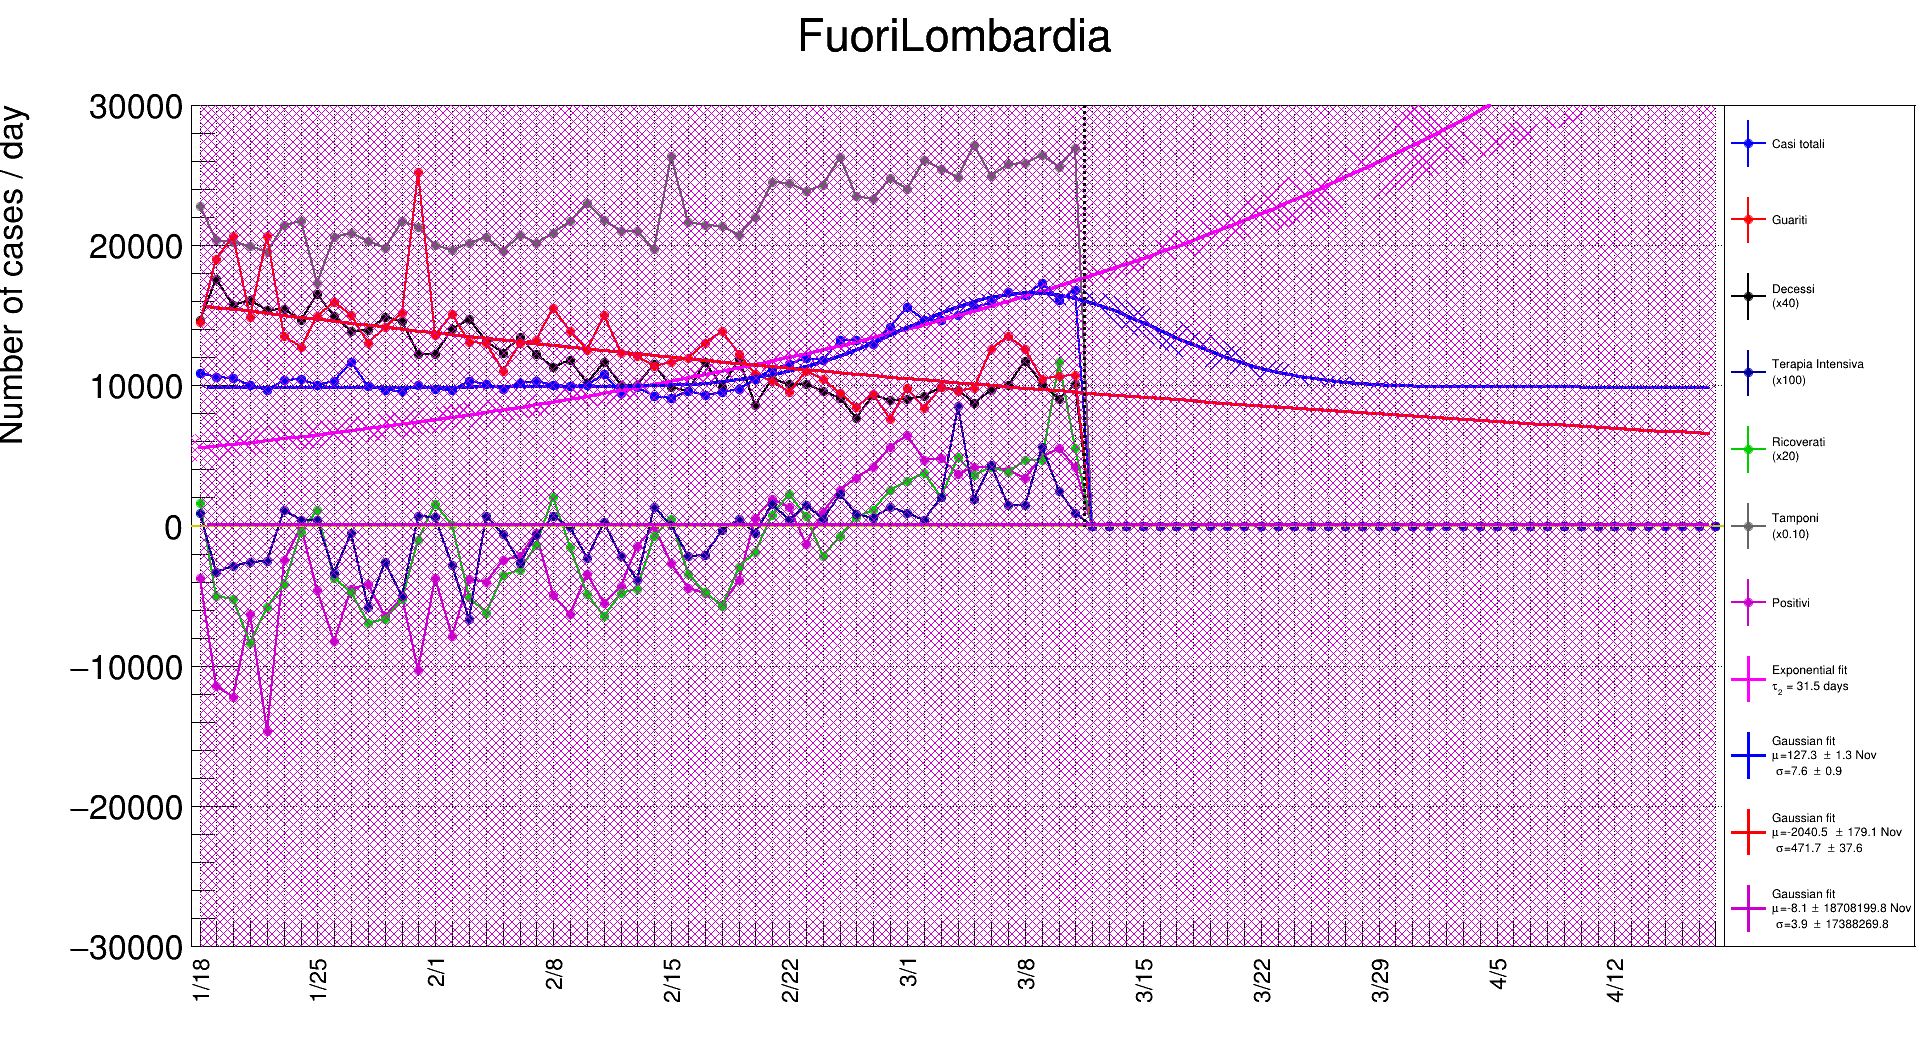 FuoriLombardia
Number of cases / day
30000
20000
10000
0
−10000
−20000
−30000
1/18
1/25
2/1
2/8
2/15
2/22
3/1
3/8
3/15
3/22
3/29
4/5
4/12
Casi totali
Guariti
Decessi
(x40)
Terapia Intensiva
(x100)
Ricoverati
(x20)
Tamponi
(x0.10)
Positivi
Exponential fit
τ2 = 31.5 days
Gaussian fit
μ=127.3 ± 1.3 Nov
σ=7.6 ± 0.9
Gaussian fit
μ=-2040.5 ± 179.1 Nov
σ=471.7 ± 37.6
Gaussian fit
μ=-8.1 ± 18708199.8 Nov
σ=3.9 ± 17388269.8